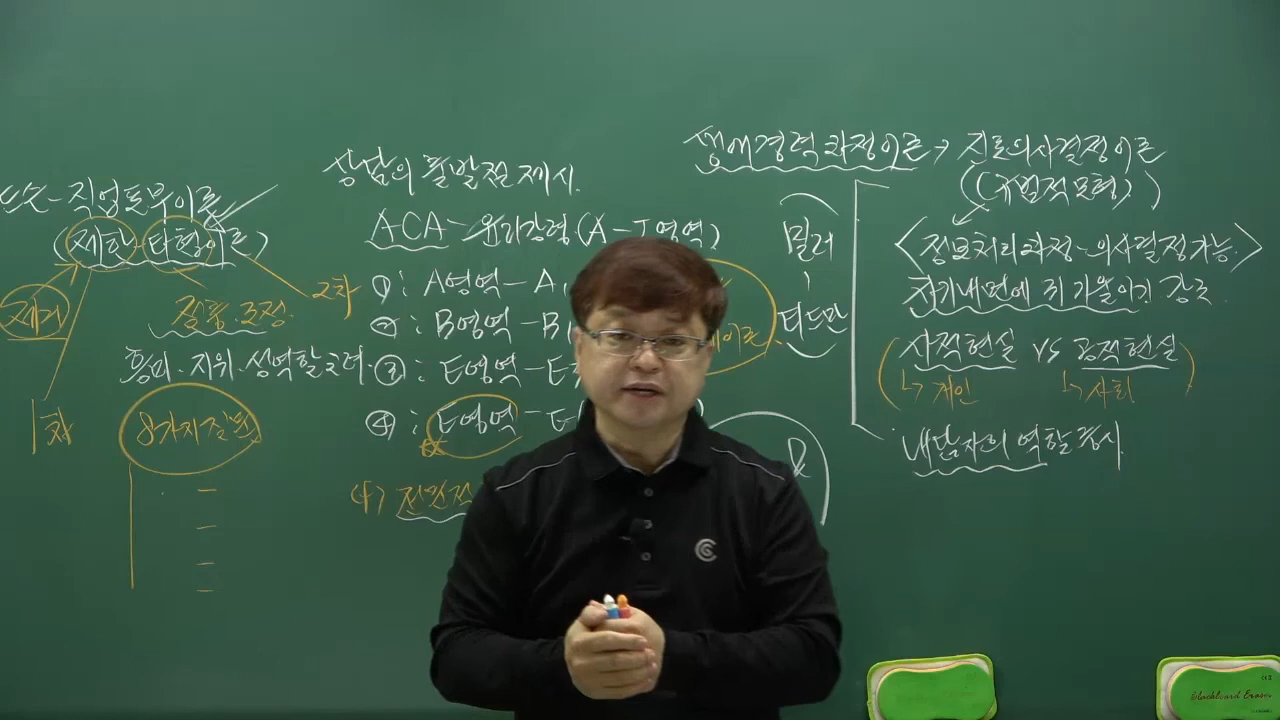 직업포부이론
(제한-타협이론)
제거
절충·조정
2차
흥미·지위·성역할고려
1차
8가지질문
상담의 출발점제시.
ACA-윤리강령(A-I영역)
①: A영역-A
②: B영역-B
③: E영역-E
④: E영역-E
생애경력과정이론→진로의사결정이론
(규범적모형)
밀러
티드만
<정보처리과정-의사결정가능>
자기내면에 귀기울이기 강조
사적현실 vs 공적현실
↳개인
↳사회
내담자의 역할중시
&
Blackboard Eraser